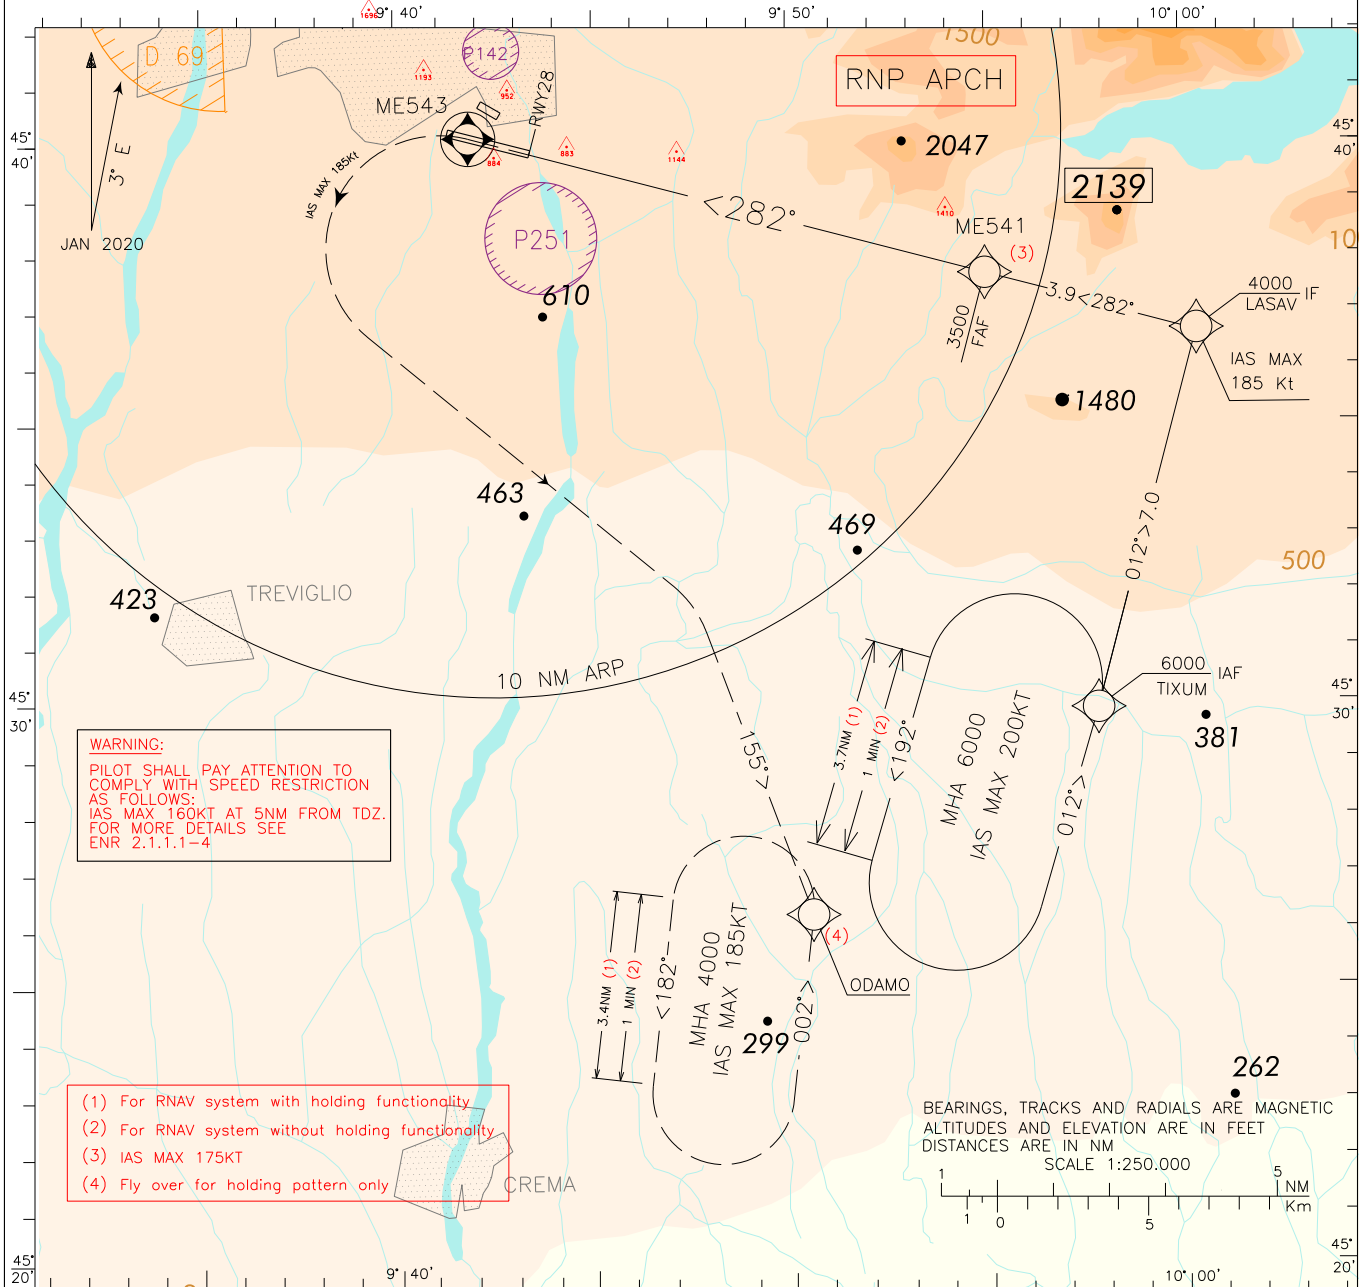 1696
9° 40'
9° 50'
10° 00'
D 69
P142
1500
1193
952
RNP APCH
ME543
RWY28
45°
40'
45°
40'
3° E
IAS MAX 185Kt
884
883
1144
2047
2139
<282°
1410
ME541
(3)
JAN 2020
P251
10
610
3.9<282°
4000
LASAV
IF
3500
FAF
IAS MAX
185 Kt
1480
463
469
012°>7.0
500
423
TREVIGLIO
10 NM ARP
6000
TIXUM
IAF
45°
30'
45°
30'
381
3.7NM (1)
1 MIN (2)
<192°
MHA 6000
IAS MAX 200KT
012°>
155°<
WARNING:
PILOT SHALL PAY ATTENTION TO
COMPLY WITH SPEED RESTRICTION
AS FOLLOWS:
IAS MAX 160KT AT 5NM FROM TDZ.
FOR MORE DETAILS SEE
ENR 2.1.1.1-4
3.4NM (1)
1 MIN (2)
<182°
MHA 4000
IAS MAX 185KT
002°>
(4)
ODAMO
299
262
(1) For RNAV system with holding functionality
(2) For RNAV system without holding functionality
(3) IAS MAX 175KT
(4) Fly over for holding pattern only
CREMA
BEARINGS, TRACKS AND RADIALS ARE MAGNETIC
ALTITUDES AND ELEVATION ARE IN FEET
DISTANCES ARE IN NM
SCALE 1:250.000
1 5 NM
Km
1 0 5
45°
20'
9° 40'
10° 00'
45°
20'